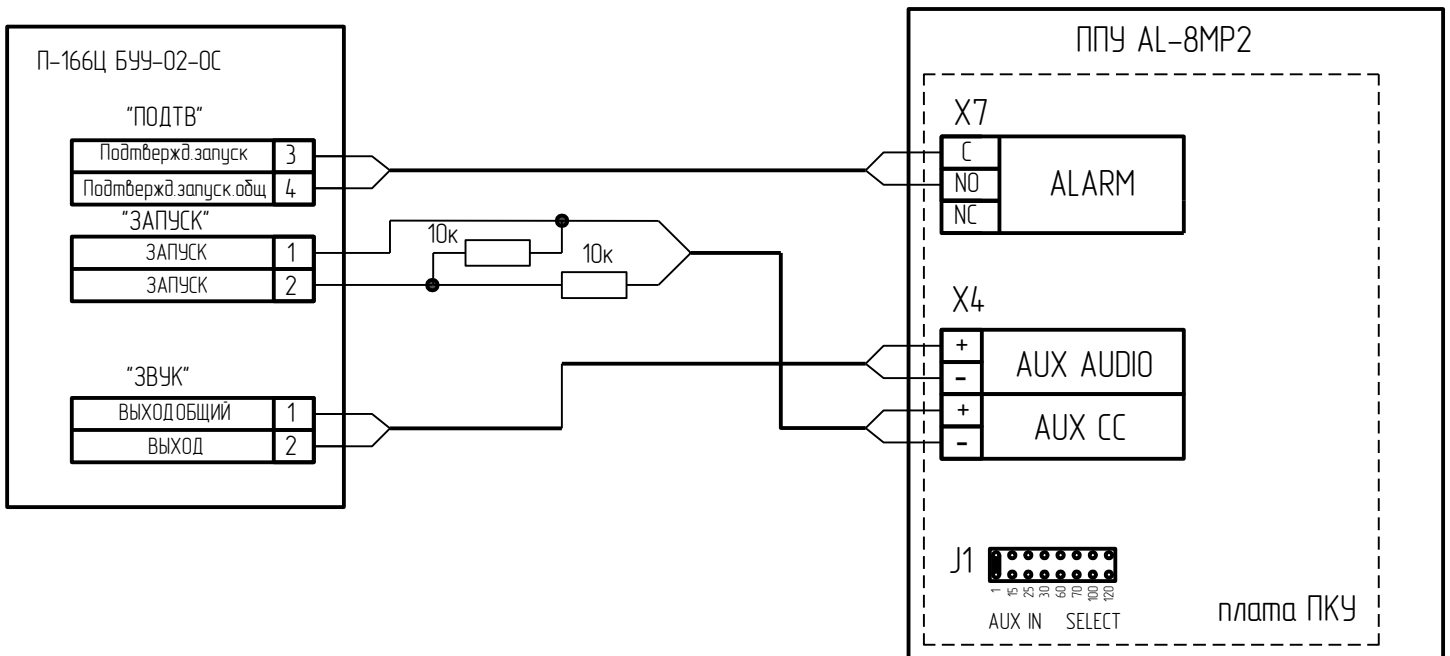 П-166Ц БУУ-02-ОС
"ПОДТВ"
Подтвержд.запуск 3
Подтвержд.запуск.общ 4
"ЗАПУСК"
ЗАПУСК 1
ЗАПУСК 2
10к
10к
"ЗВУК"
ВЫХОД ОБЩИЙ 1
ВЫХОД 2
ППУ AL-8MP2
X7
C
NO
NC
ALARM
X4
+
-
AUX AUDIO
+
-
AUX CC
J1
1 15 25 30 60 70 100 120
AUX IN SELECT
плата ПКУ